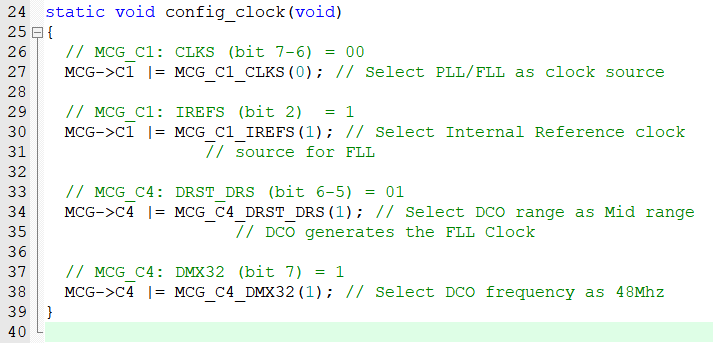 24 static void config_clock(void)
25 {
26 // MCG_C1: CLKS (bit 7-6) = 00
27 MCG->C1 |= MCG_C1_CLKS(0); // Select PLL/FLL as clock source
28
29 // MCG_C1: IREFS (bit 2)  = 1
30 MCG->C1 |= MCG_C1_IREFS(1); // Select Internal Reference clock
31 // source for FLL
32
33 // MCG_C4: DRST_DRS (bit 6-5) = 01
34 MCG->C4 |= MCG_C4_DRST_DRS(1); // Select DCO range as Mid range
35 // DCO generates the FLL Clock
36
37 // MCG_C4: DMX32 (bit 7) = 1
38 MCG->C4 |= MCG_C4_DMX32(1); // Select DCO frequency as 48Mhz
39 }
40